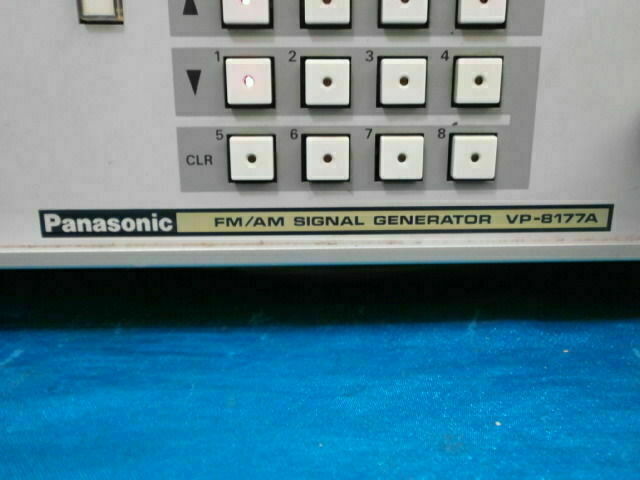 ▲
▼ 1 2 3 4
CLR 5 6 7 8
Panasonic FM/AM SIGNAL GENERATOR VP-8177A